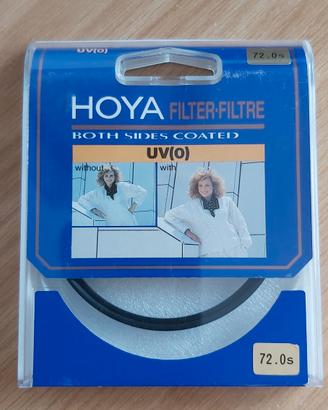 UV(0)
72.0s
HOYA FILTER·FILTRE
BOTH SIDES COATED
UV(0)
without with
72.0s